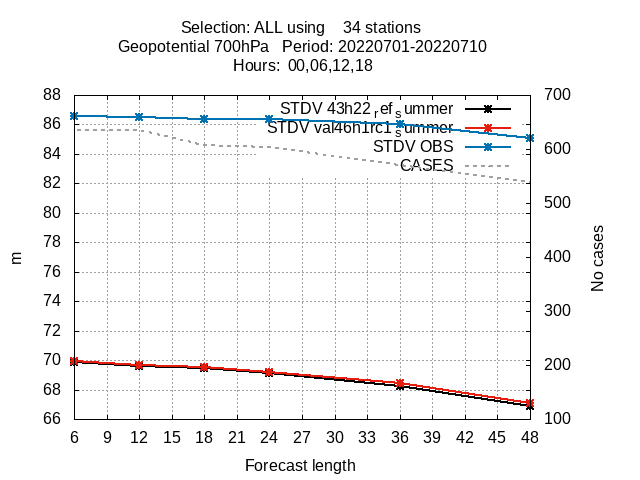 Selection: ALL using    34 stations
Geopotential 700hPa   Period: 20220701-20220710
Hours:  00,06,12,18
STDV 43h22_ref_summer
STDV val46h1rc1_summer
STDV OBS
CASES
88
86
84
82
80
78
76
74
72
70
68
66
m
700
600
500
400
300
200
100
No cases
6 9 12 15 18 21 24 27 30 33 36 39 42 45 48
Forecast length